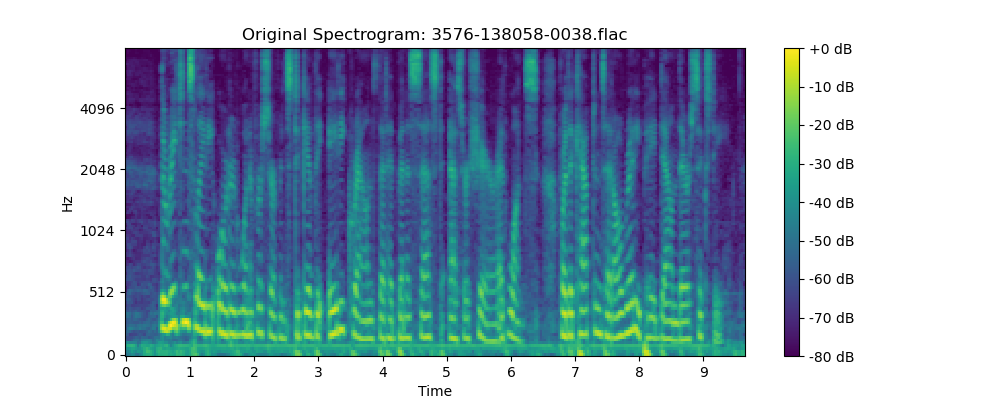 Original Spectrogram: 3576-138058-0038.flac
Hz
4096
2048
1024
512
0
0 1 2 3 4 5 6 7 8 9
Time
+0 dB
-10 dB
-20 dB
-30 dB
-40 dB
-50 dB
-60 dB
-70 dB
-80 dB